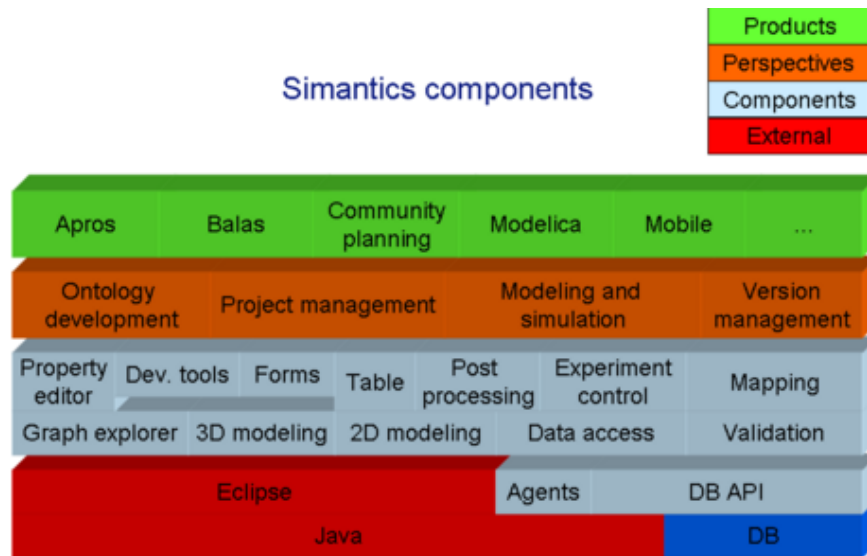 Products
Perspectives
Simantics components
Components
External
Apros Balas Community planning Modelica Mobile ...
Ontology development Project management Modeling and simulation Version management
Property editor Dev. tools Forms Table Post processing Experiment control Mapping
Graph explorer 3D modeling 2D modeling Data access Validation
Eclipse Agents DB API
Java DB